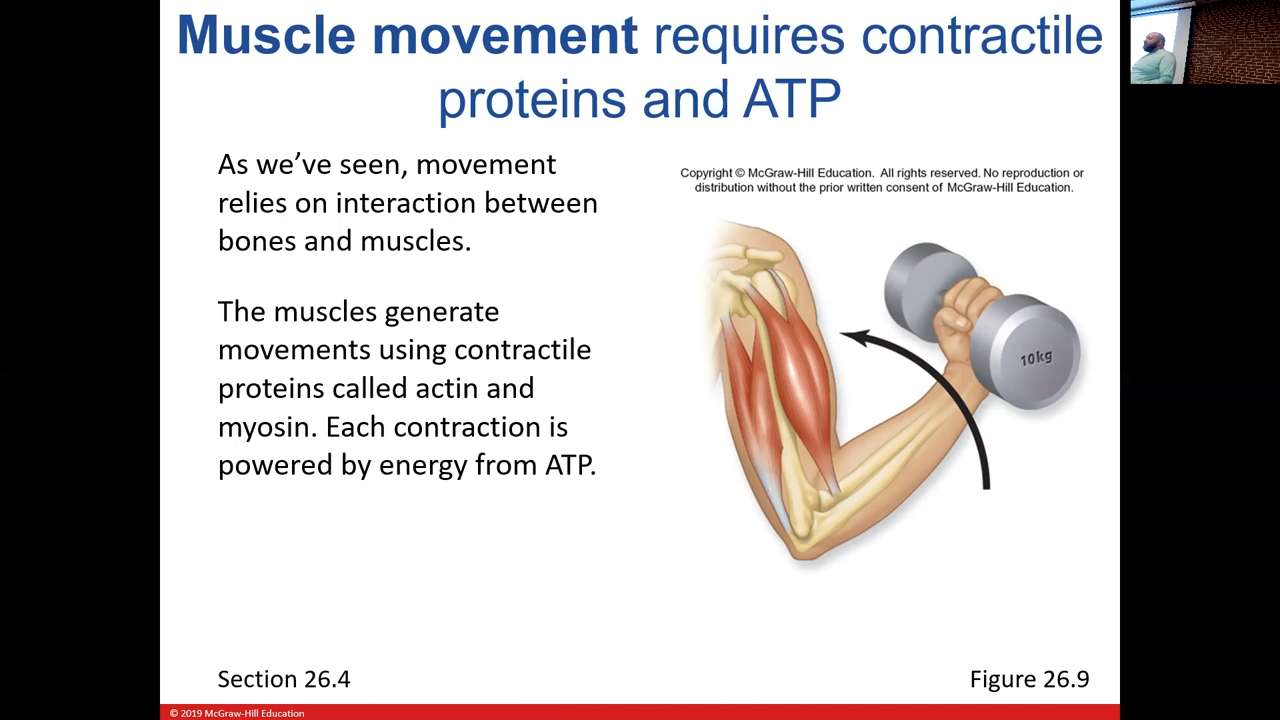 Muscle movement requires contractile
proteins and ATP
As we’ve seen, movement
relies on interaction between
bones and muscles.
The muscles generate
movements using contractile
proteins called actin and
myosin. Each contraction is
powered by energy from ATP.
Copyright © McGraw-Hill Education. All rights reserved. No reproduction or
distribution without the prior written consent of McGraw-Hill Education.
10kg
Section 26.4
Figure 26.9
© 2019 McGraw-Hill Education